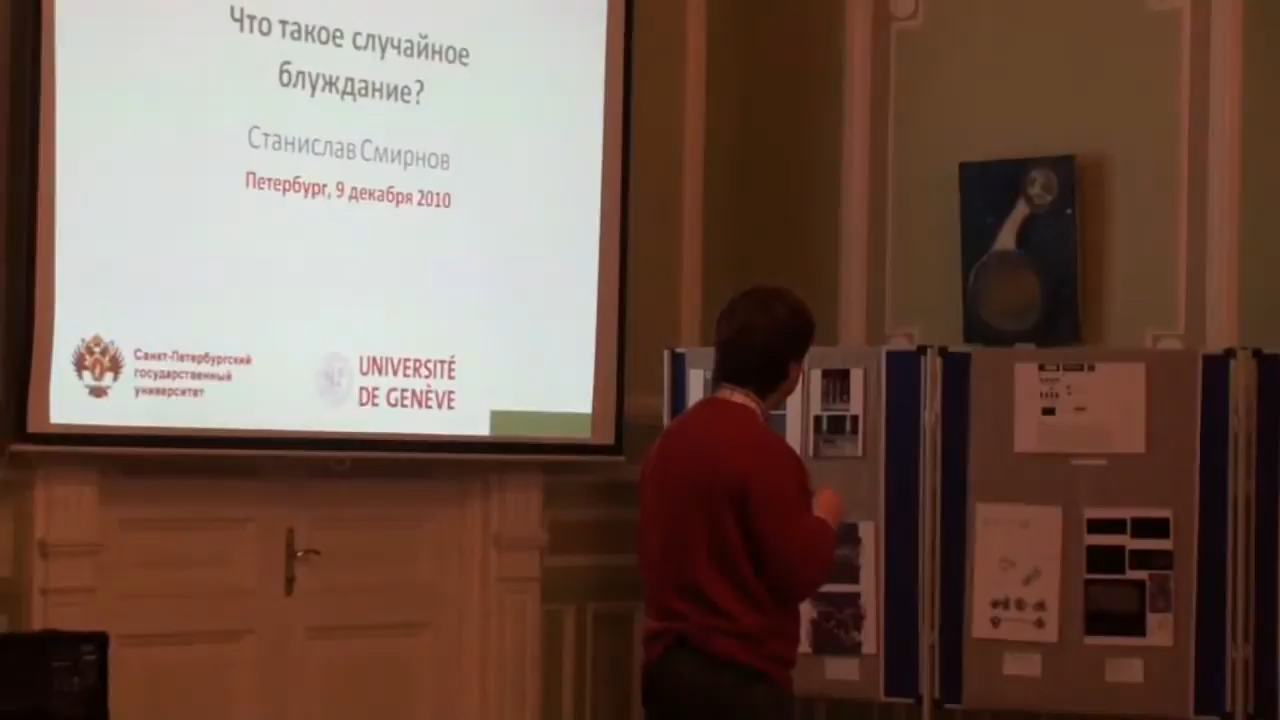 Что такое случайное
блуждание?
Станислав Смирнов
Петербург, 9 декабря 2010
Санкт-Петербургский
государственный
университет
UNIVERSITÉ
DE GENÈVE